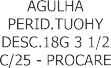 AGULHA
PERID.TUOHY
DESC.18G 3 1/2
C/25 - PROCARE